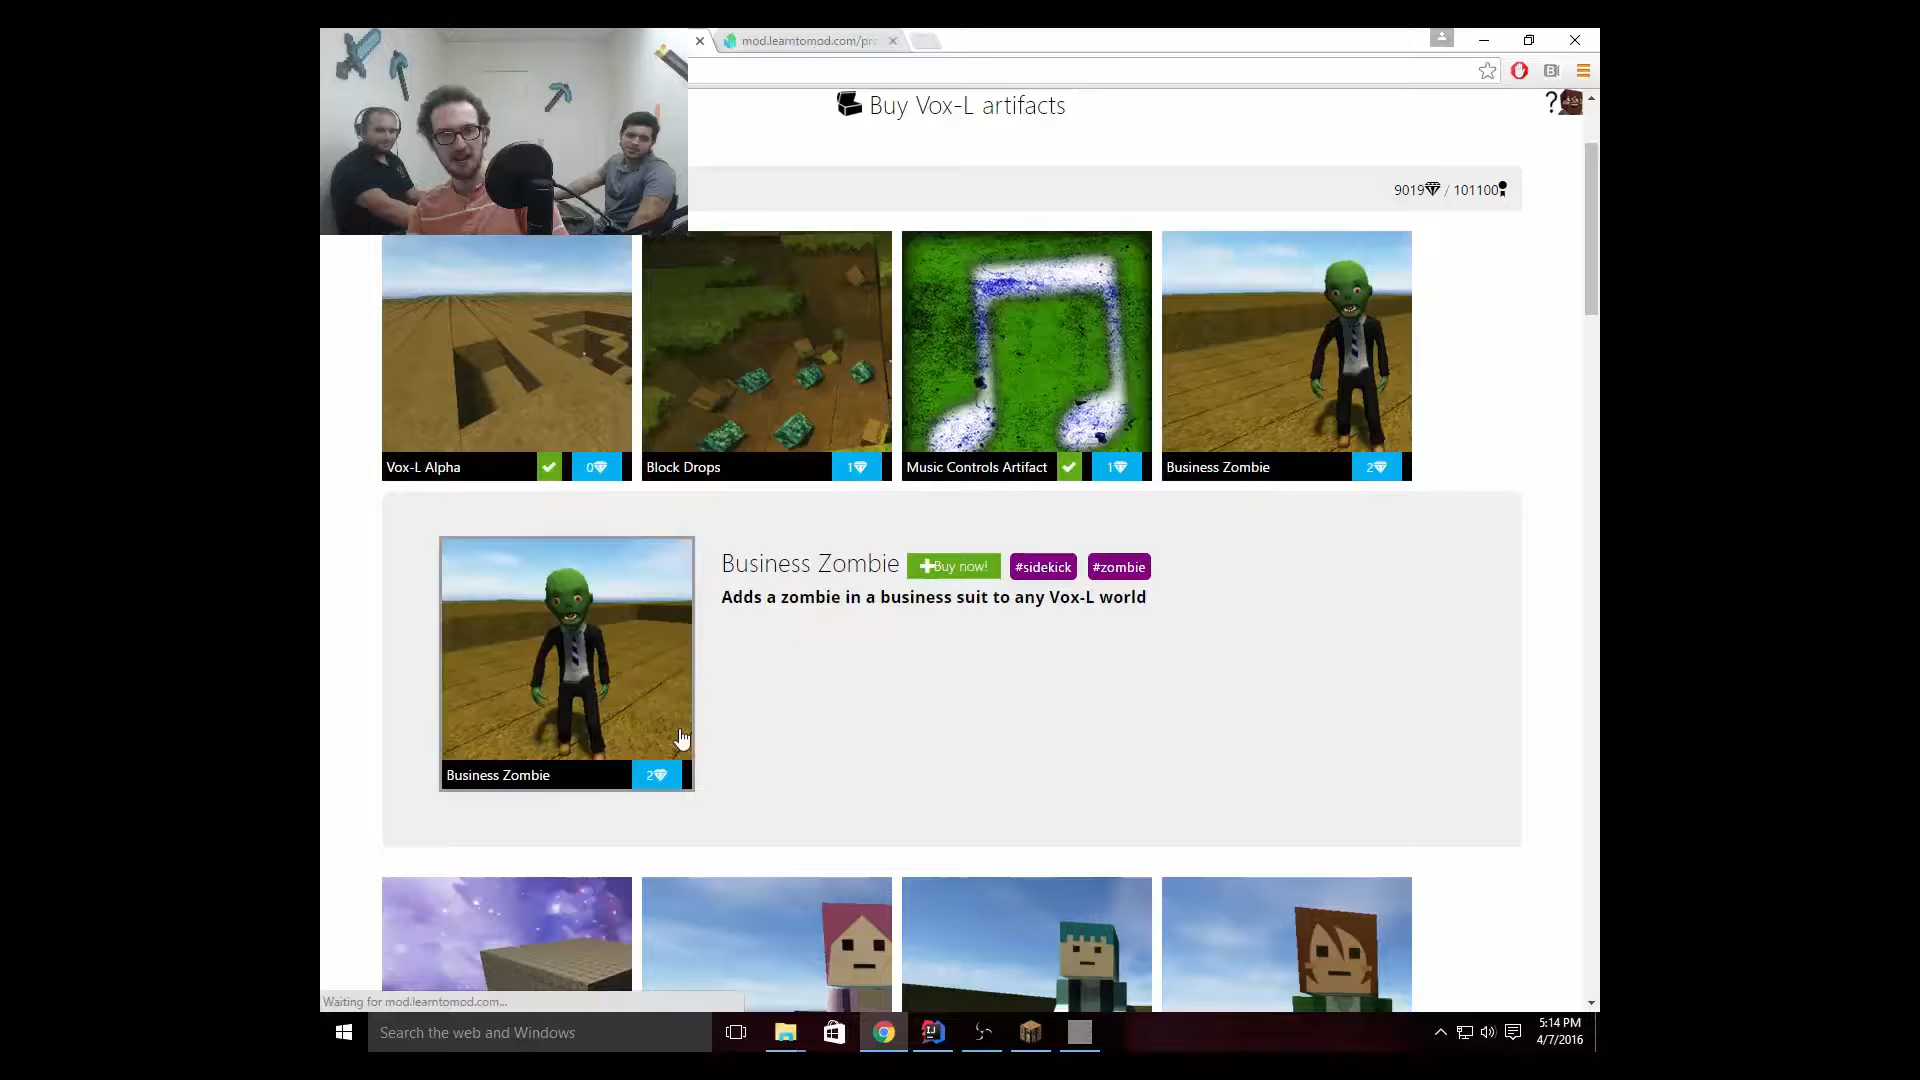 mod.learntomod.com/pro
Buy Vox-L artifacts
?
9019 / 101100
Vox-L Alpha 0
Block Drops 1
Music Controls Artifact 1
Business Zombie 2
Business Zombie +Buy now! #sidekick #zombie
Adds a zombie in a business suit to any Vox-L world
Business Zombie 2
Waiting for mod.learntomod.com...
Search the web and Windows
5:14 PM
4/7/2016